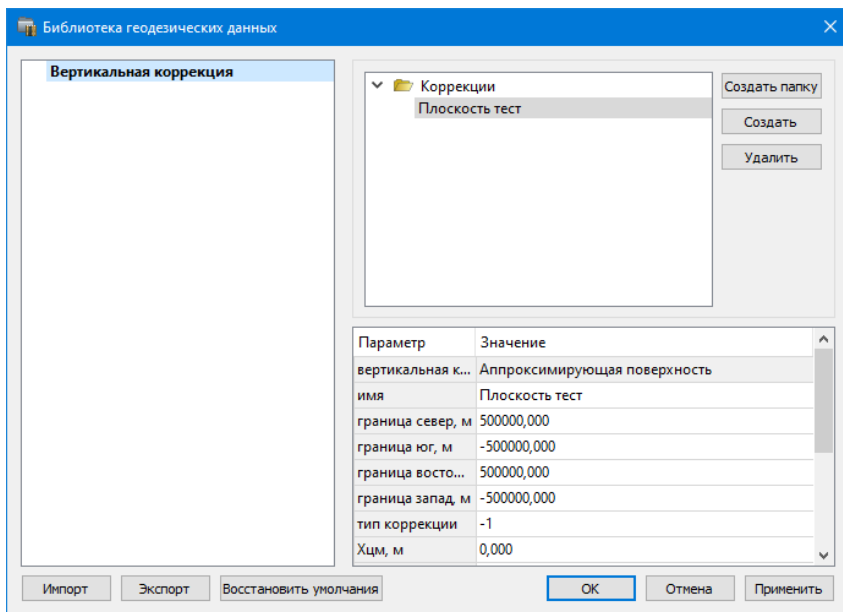 Библиотека геодезических данных
Вертикальная коррекция
Коррекции
Плоскость тест
Создать папку
Создать
Удалить
Параметр Значение
вертикальная к... Аппроксимирующая поверхность
имя Плоскость тест
граница север, м 500000,000
граница юг, м -500000,000
граница восто... 500000,000
граница запад, м -500000,000
тип коррекции -1
Xцм, м 0,000
Импорт Экспорт Восстановить умолчания OK Отмена Применить